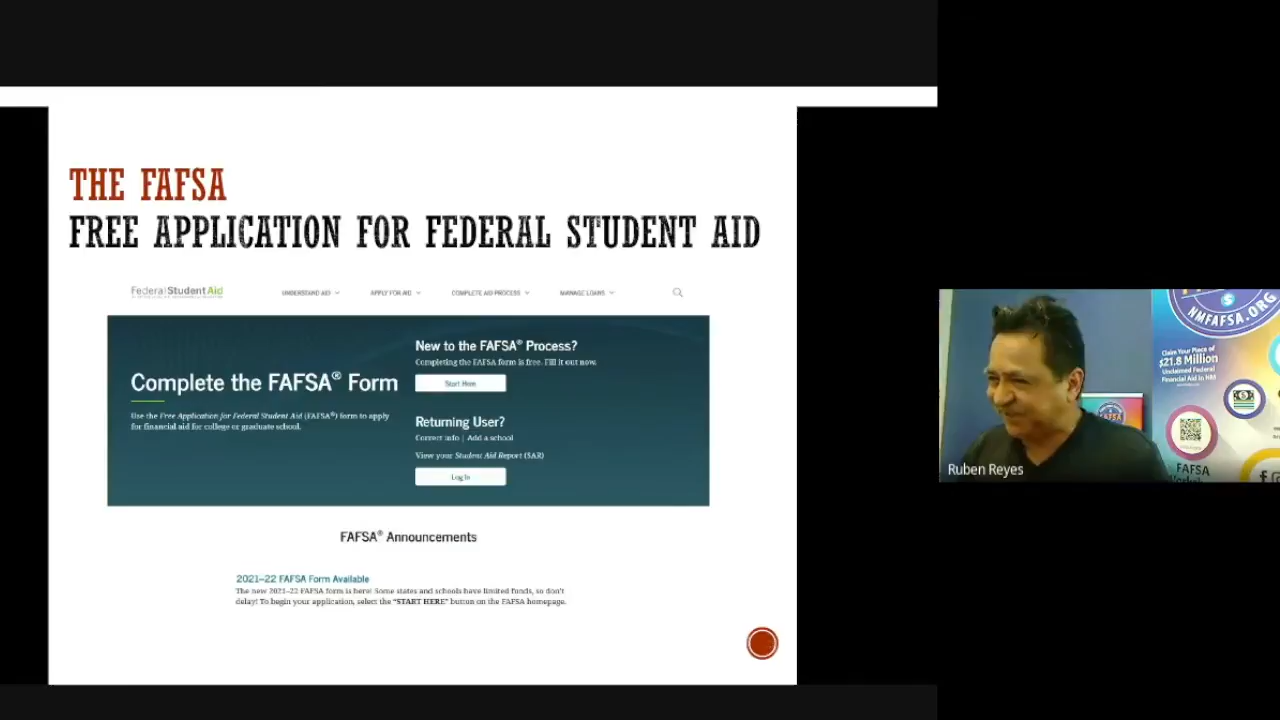 THE FAFSA
FREE APPLICATION FOR FEDERAL STUDENT AID
Federal Student Aid
UNDERSTAND AID
APPLY FOR AID
COMPLETE AID PROCESS
MANAGE LOANS
Complete the FAFSA® Form
Use the Free Application for Federal Student Aid (FAFSA®) form to apply
for financial aid for college or graduate school.
New to the FAFSA® Process?
Completing the FAFSA form is free. Fill it out now.
Start Here
Returning User?
Correct info | Add a school
View your Student Aid Report (SAR)
Log In
FAFSA® Announcements
2021–22 FAFSA Form Available
The new 2021–22 FAFSA form is here! Some states and schools have limited funds, so don't
delay! To begin your application, select the "START HERE" button on the FAFSA homepage.
NMFAFSA.ORG
Claim Your Piece of
$21.8 Million
Unclaimed Federal
Financial Aid in NM
FAFSA
Ruben Reyes